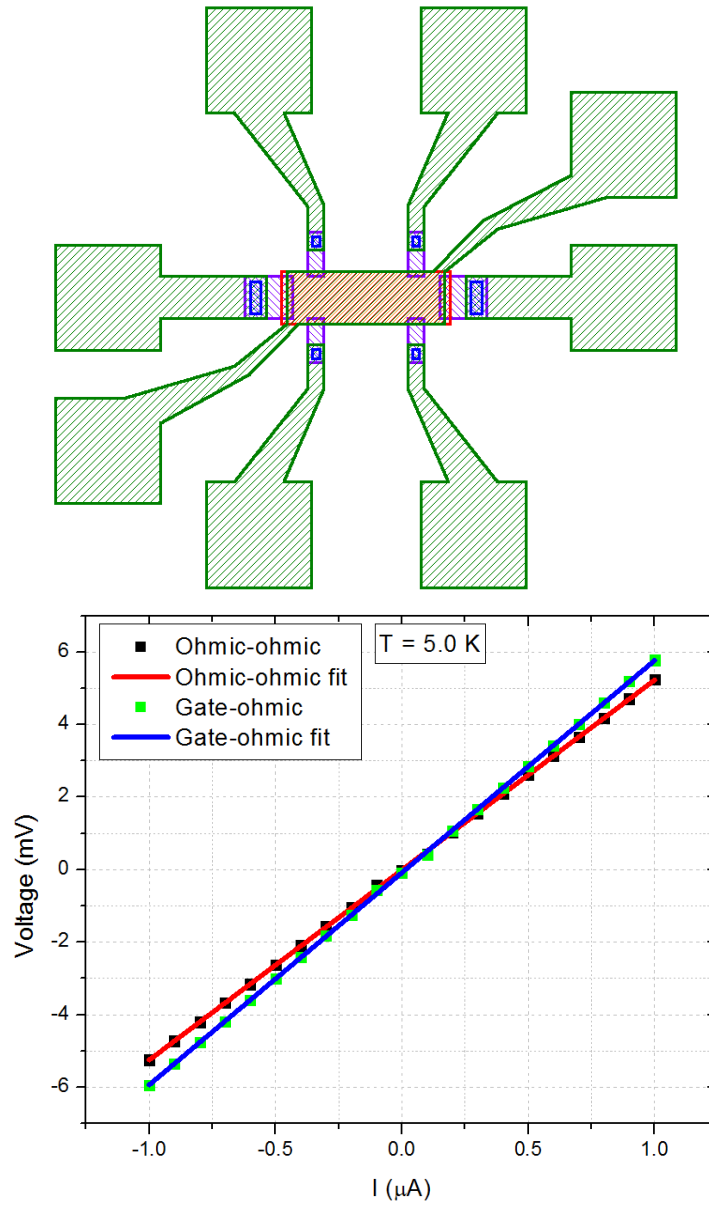 Ohmic-ohmic
Ohmic-ohmic fit
Gate-ohmic
Gate-ohmic fit
T = 5.0 K
6
4
2
0
-2
-4
-6
Voltage (mV)
-1.0 -0.5 0.0 0.5 1.0
I (μA)